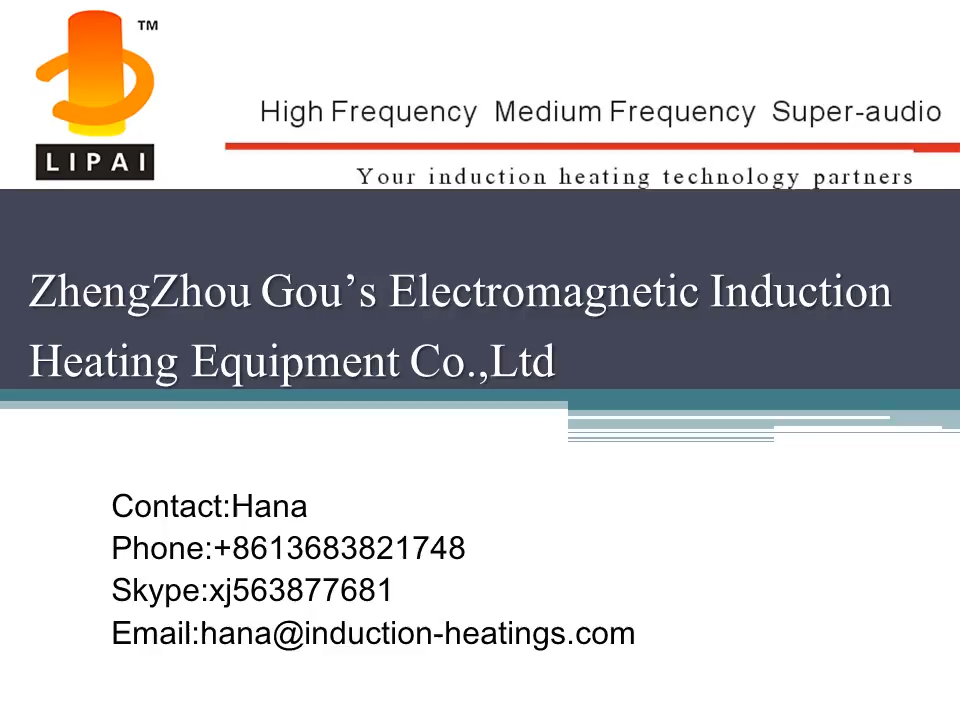 TM
LIPAI
High Frequency Medium Frequency Super-audio
Your induction heating technology partners
ZhengZhou Gou’s Electromagnetic Induction
Heating Equipment Co.,Ltd
Contact:Hana
Phone:+8613683821748
Skype:xj563877681
Email:hana@induction-heatings.com